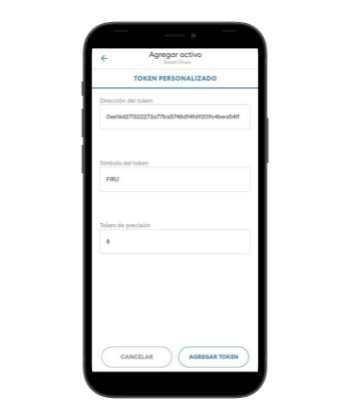 Agregar activo
Smart Chain
TOKEN PERSONALIZADO
Dirección del token
Símbolo del token
FIRU
Token de precisión
8
CANCELAR
AGREGAR TOKEN